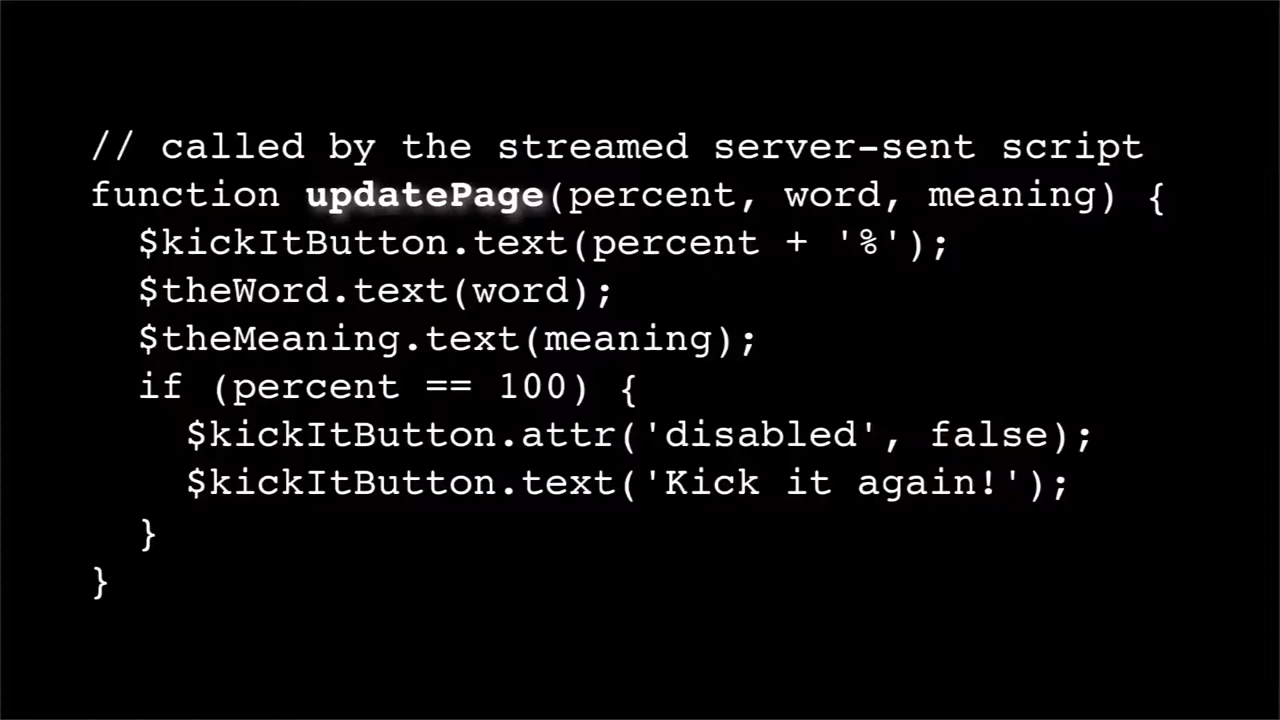 // called by the streamed server-sent script
function updatePage(percent, word, meaning) {
  $kickItButton.text(percent + '%');
  $theWord.text(word);
  $theMeaning.text(meaning);
  if (percent == 100) {
    $kickItButton.attr('disabled', false);
    $kickItButton.text('Kick it again!');
  }
}